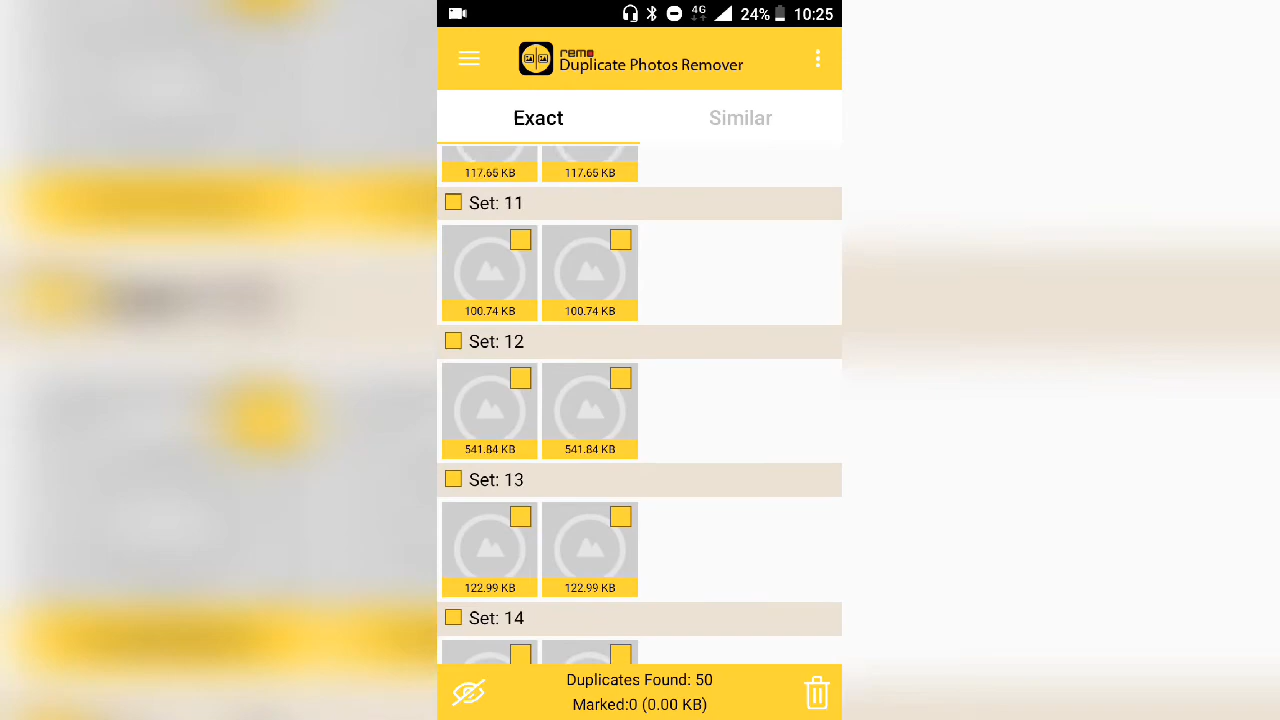 4G 24% 10:25
remo
Duplicate Photos Remover
Exact Similar
117.65 KB 117.65 KB
Set: 11
100.74 KB 100.74 KB
Set: 12
541.84 KB 541.84 KB
Set: 13
122.99 KB 122.99 KB
Set: 14
Duplicates Found: 50
Marked:0 (0.00 KB)